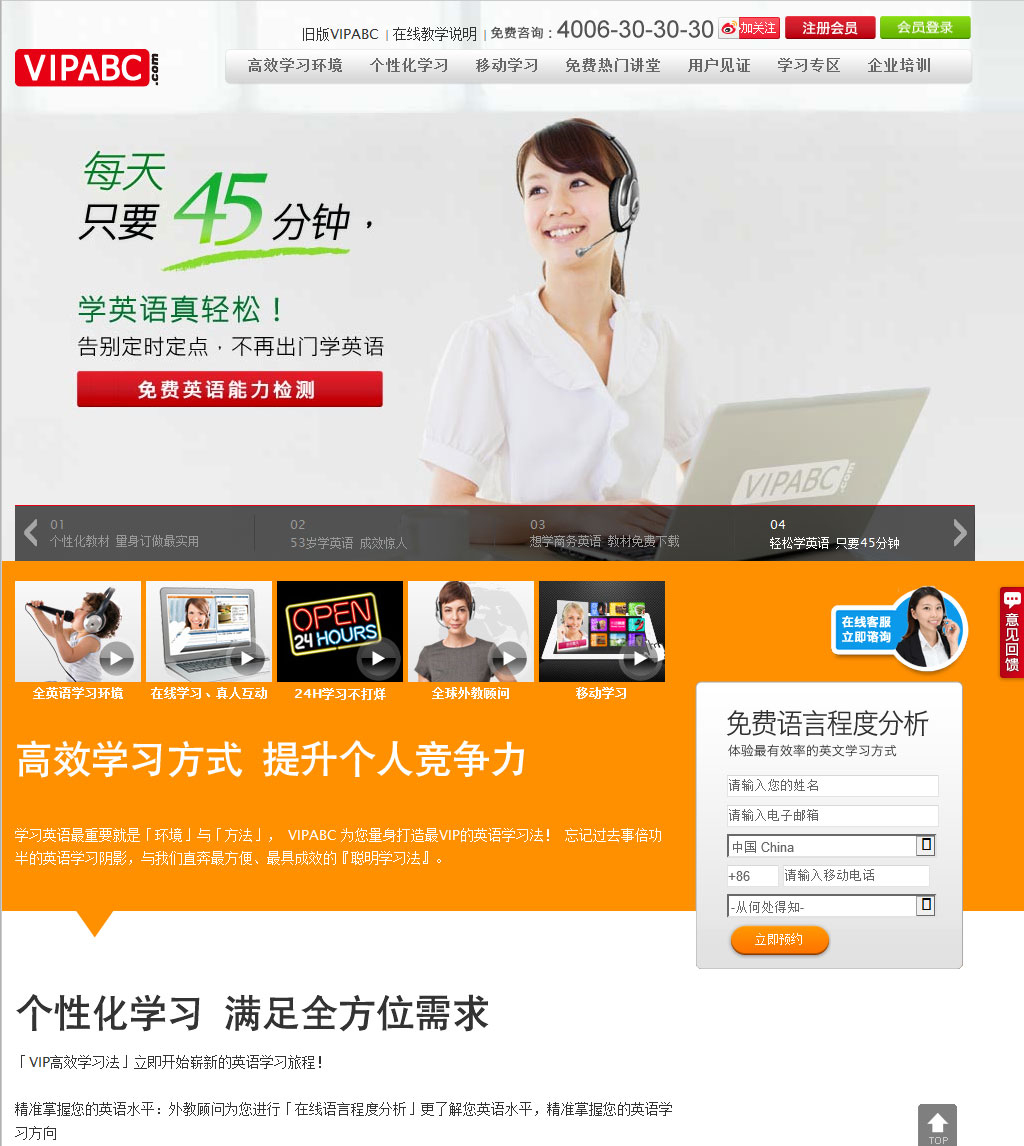 旧版VIPABC | 在线教学说明 | 免费咨询：4006-30-30-30 加关注 注册会员 会员登录
VIPABC.com
高效学习环境 个性化学习 移动学习 免费热门讲堂 用户见证 学习专区 企业培训
每天
只要 45 分钟，
学英语真轻松！
告别定时定点，不再出门学英语
免费英语能力检测
VIPABC.com
01
个性化教材 量身订做最实用
02
53岁学英语 成效惊人
03
想学商务英语 教材免费下载
04
轻松学英语 只要45分钟
OPEN
24 HOURS
全英语学习环境 在线学习、真人互动 24H学习不打烊 全球外教顾问 移动学习
在线客服
立即谘询
意见回馈
高效学习方式 提升个人竞争力
学习英语最重要就是「环境」与「方法」， VIPABC 为您量身打造最VIP的英语学习法！ 忘记过去事倍功
半的英语学习阴影，与我们直奔最方便、最具成效的『聪明学习法』。
免费语言程度分析
体验最有效率的英文学习方式
请输入您的姓名
请输入电子邮箱
中国 China
+86 请输入移动电话
-从何处得知-
立即预约
个性化学习 满足全方位需求
「VIP高效学习法」立即开始崭新的英语学习旅程！
精准掌握您的英语水平：外教顾问为您进行「在线语言程度分析」更了解您英语水平，精准掌握您的英语学
习方向
TOP